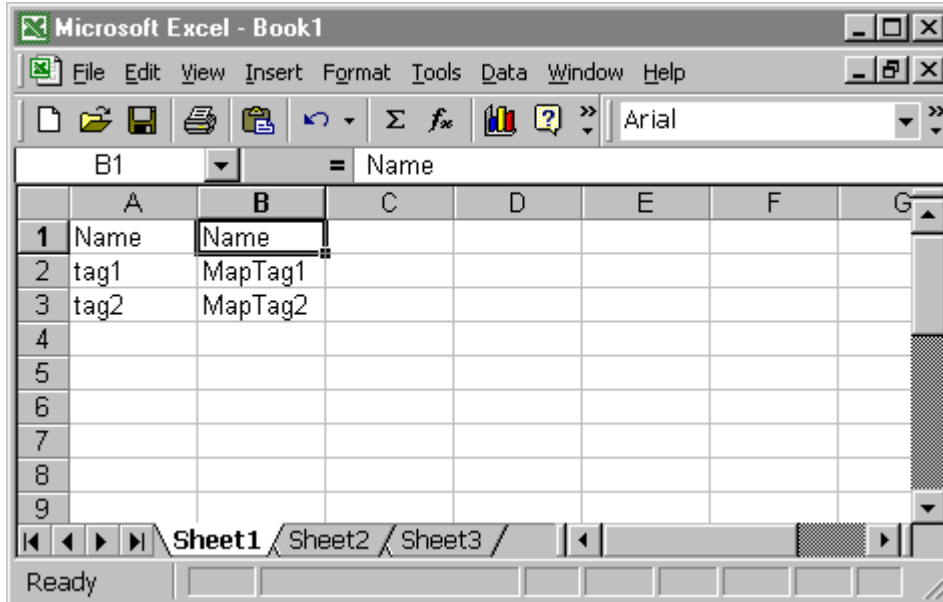 Microsoft Excel - Book1
File Edit View Insert Format Tools Data Window Help
Σ fx Arial
B1 = Name
A B C D E F G
1 Name Name
2 tag1 MapTag1
3 tag2 MapTag2
4
5
6
7
8
9
Sheet1 Sheet2 Sheet3
Ready